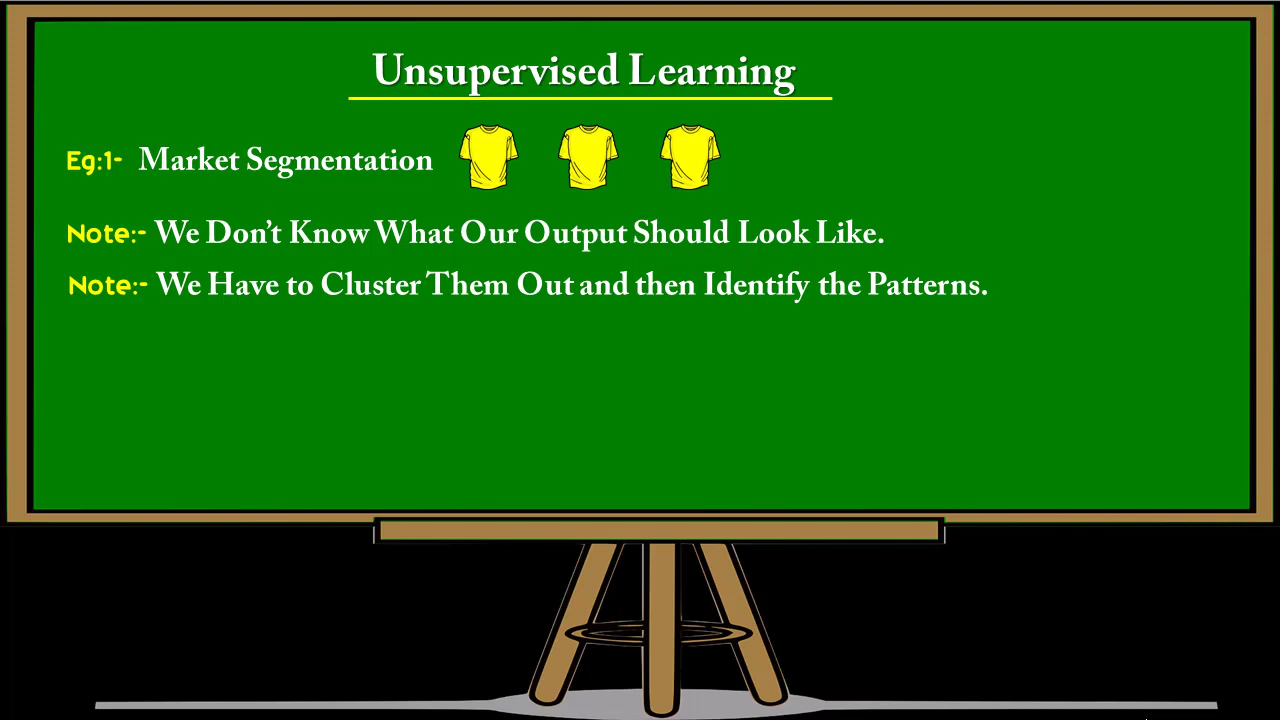 Unsupervised Learning
Eg:1- Market Segmentation
Note:- We Don’t Know What Our Output Should Look Like.
Note:- We Have to Cluster Them Out and then Identify the Patterns.